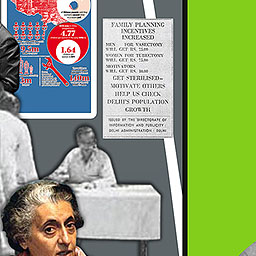 4.77
1.64
FAMILY PLANNING
INCENTIVES
INCREASED
MEN FOR VASECTOMY
WILL GET RS. 75.00
WOMEN FOR TUBECTOMY
WILL GET RS. 75.00
MOTIVATORS
WILL GET RS. 10.00
GET STERILISED—
MOTIVATE OTHERS
HELP US CHECK
DELHI'S POPULATION
GROWTH
ISSUED BY THE DIRECTORATE OF
INFORMATION AND PUBLICITY
DELHI ADMINISTRATION : DELHI